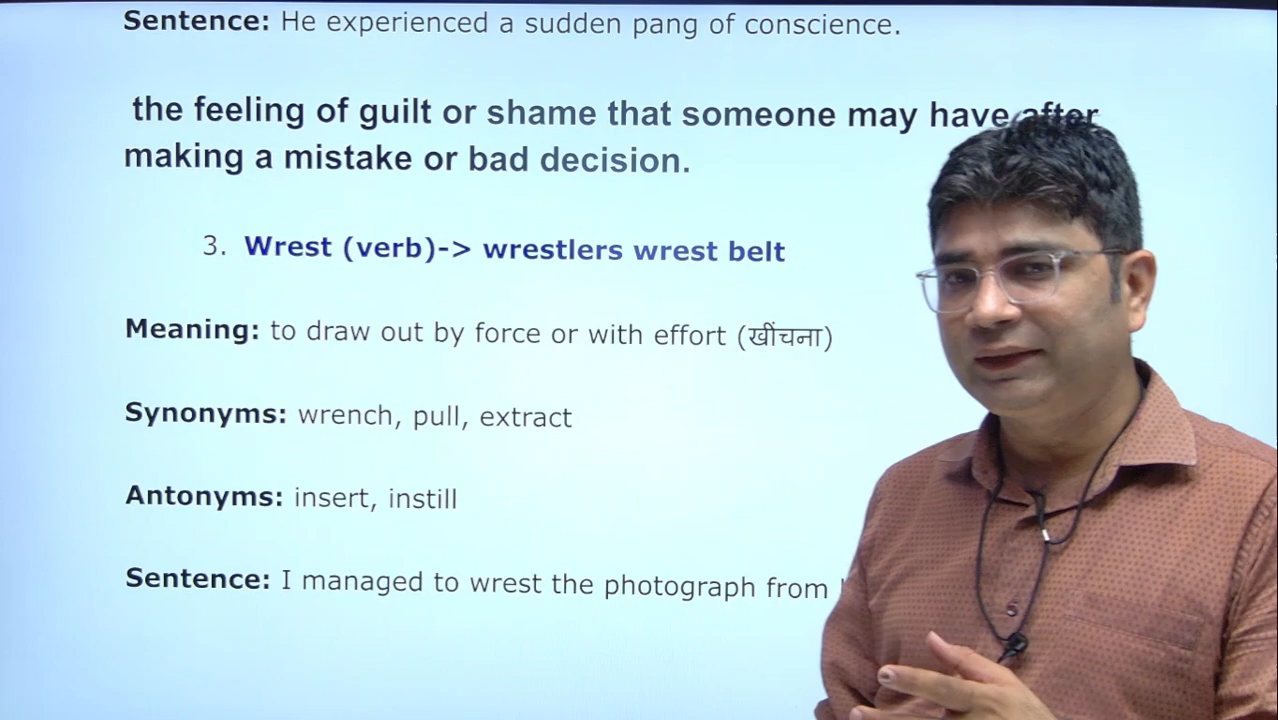 Sentence: He experienced a sudden pang of conscience.
the feeling of guilt or shame that someone may have after
making a mistake or bad decision.
3. Wrest (verb)-> wrestlers wrest belt
Meaning: to draw out by force or with effort (खींचना)
Synonyms: wrench, pull, extract
Antonyms: insert, instill
Sentence: I managed to wrest the photograph from